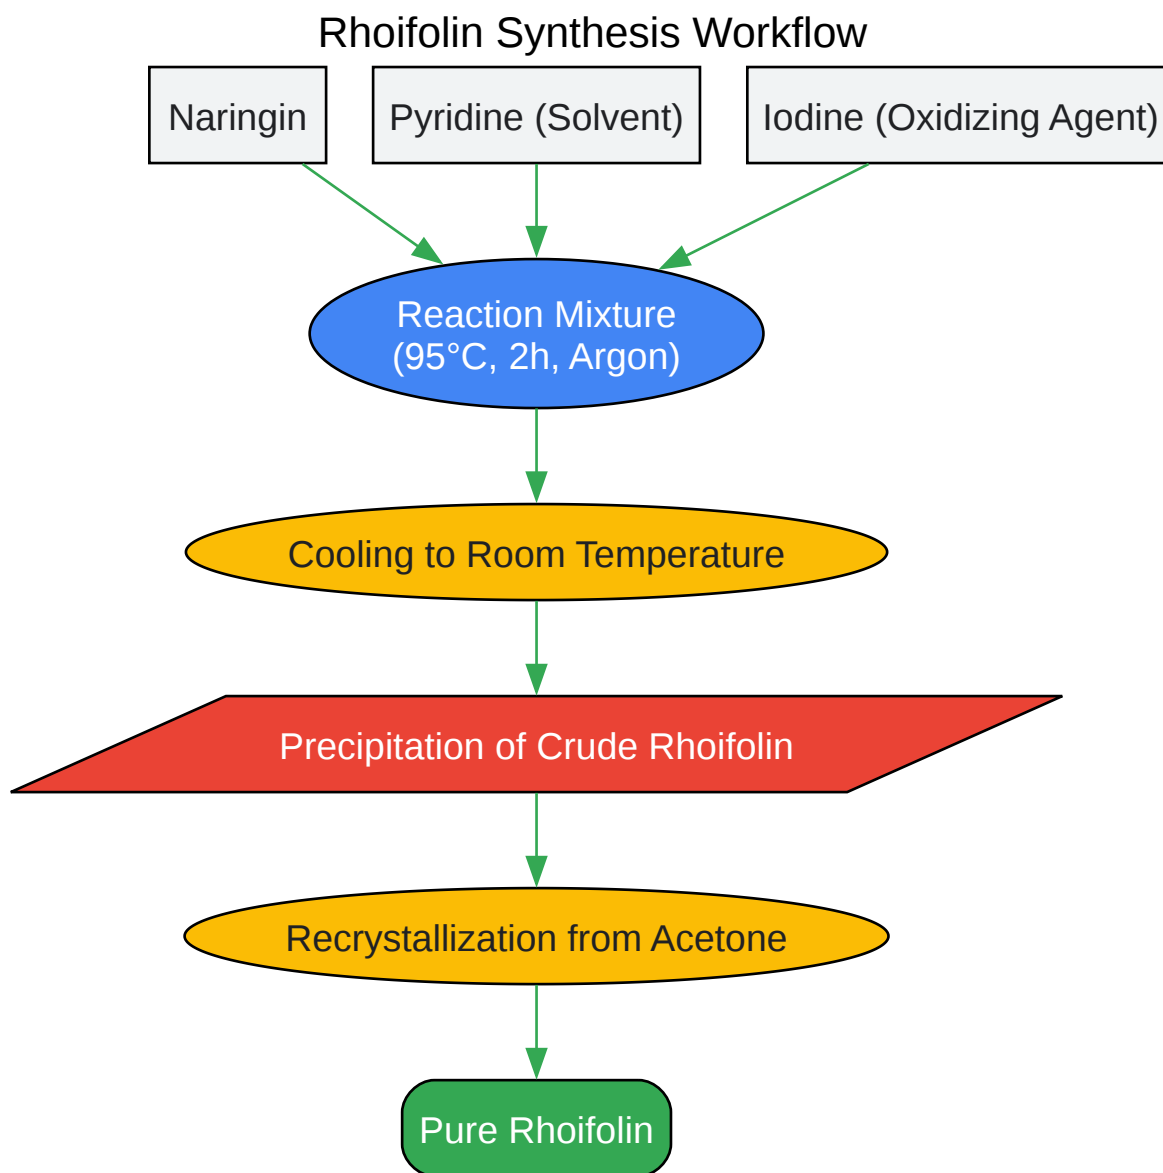 Rhoifolin Synthesis Workflow
Naringin
Pyridine (Solvent)
Iodine (Oxidizing Agent)
Reaction Mixture
(95°C, 2h, Argon)
Cooling to Room Temperature
Precipitation of Crude Rhoifolin
Recrystallization from Acetone
Pure Rhoifolin